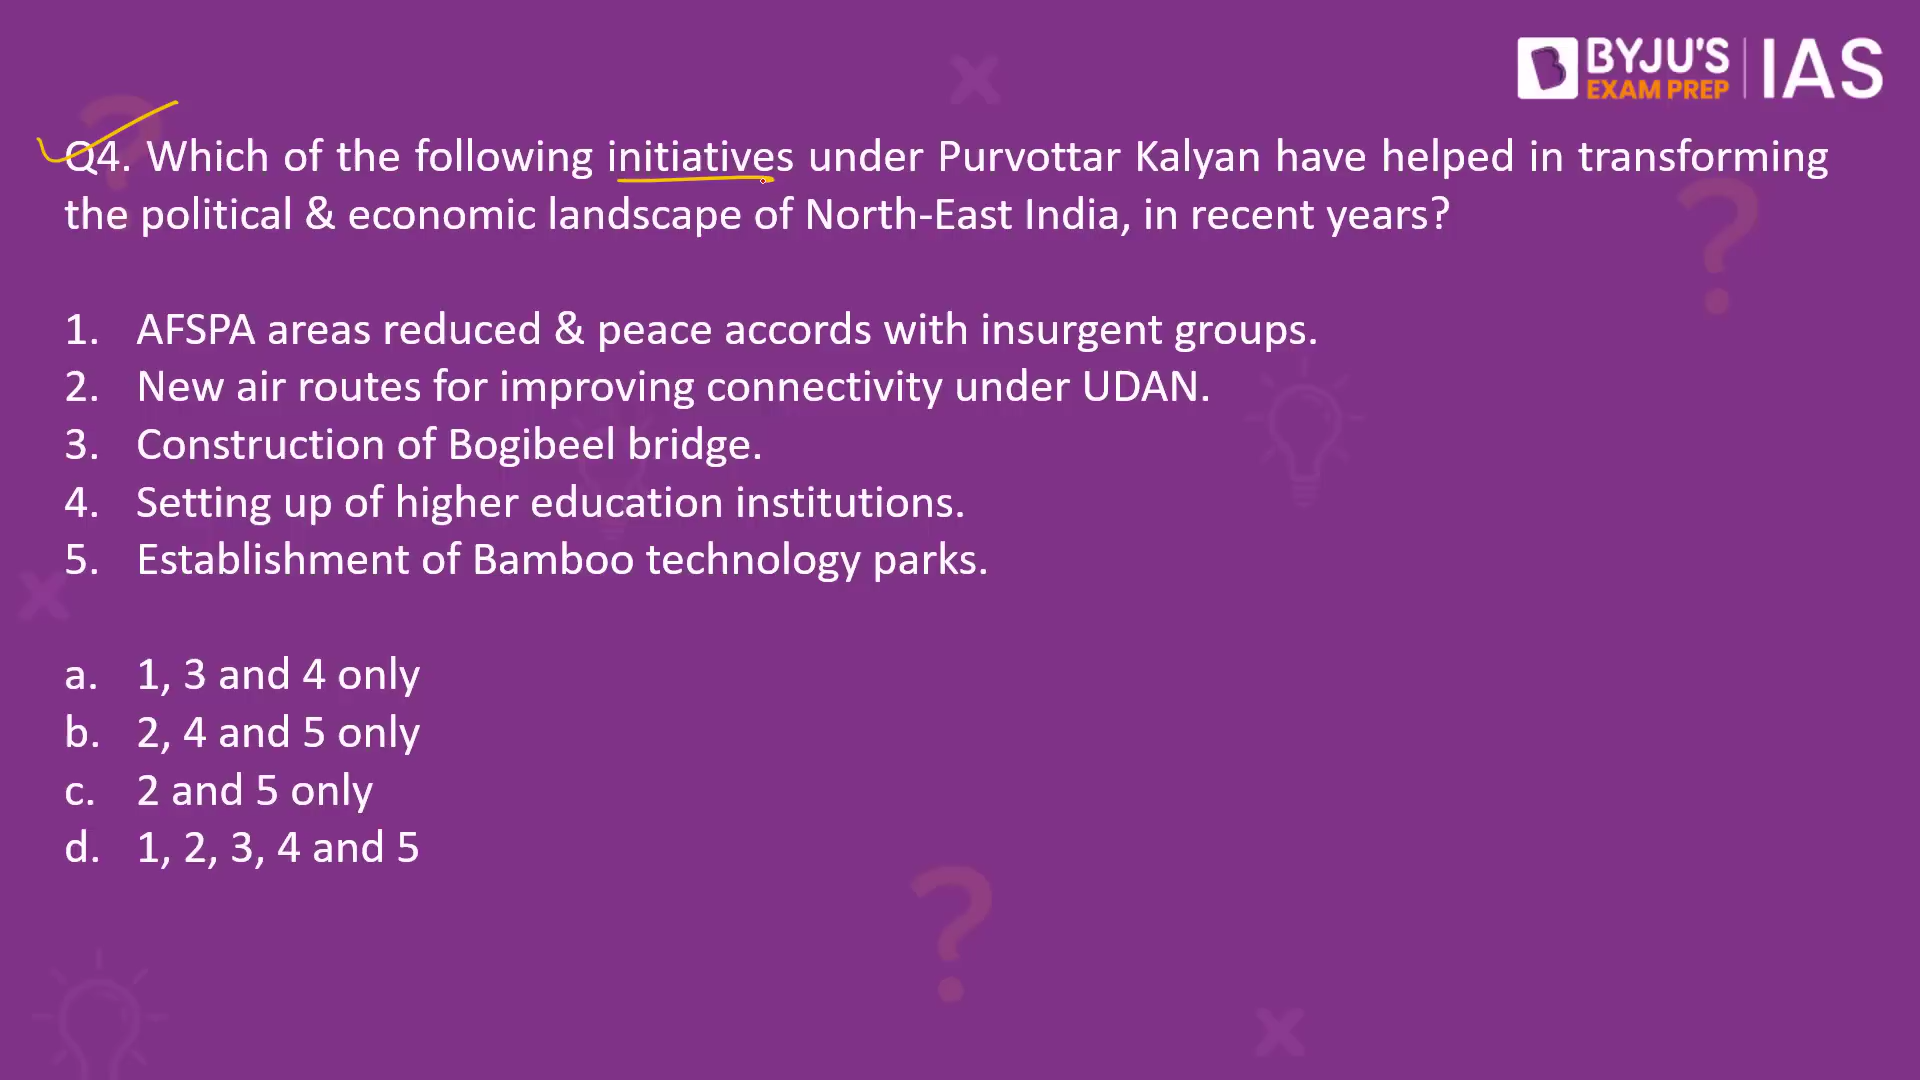 BYJU'S
EXAM PREP
IAS
Q4. Which of the following initiatives under Purvottar Kalyan have helped in transforming
the political & economic landscape of North-East India, in recent years?
1. AFSPA areas reduced & peace accords with insurgent groups.
2. New air routes for improving connectivity under UDAN.
3. Construction of Bogibeel bridge.
4. Setting up of higher education institutions.
5. Establishment of Bamboo technology parks.
a. 1, 3 and 4 only
b. 2, 4 and 5 only
c. 2 and 5 only
d. 1, 2, 3, 4 and 5